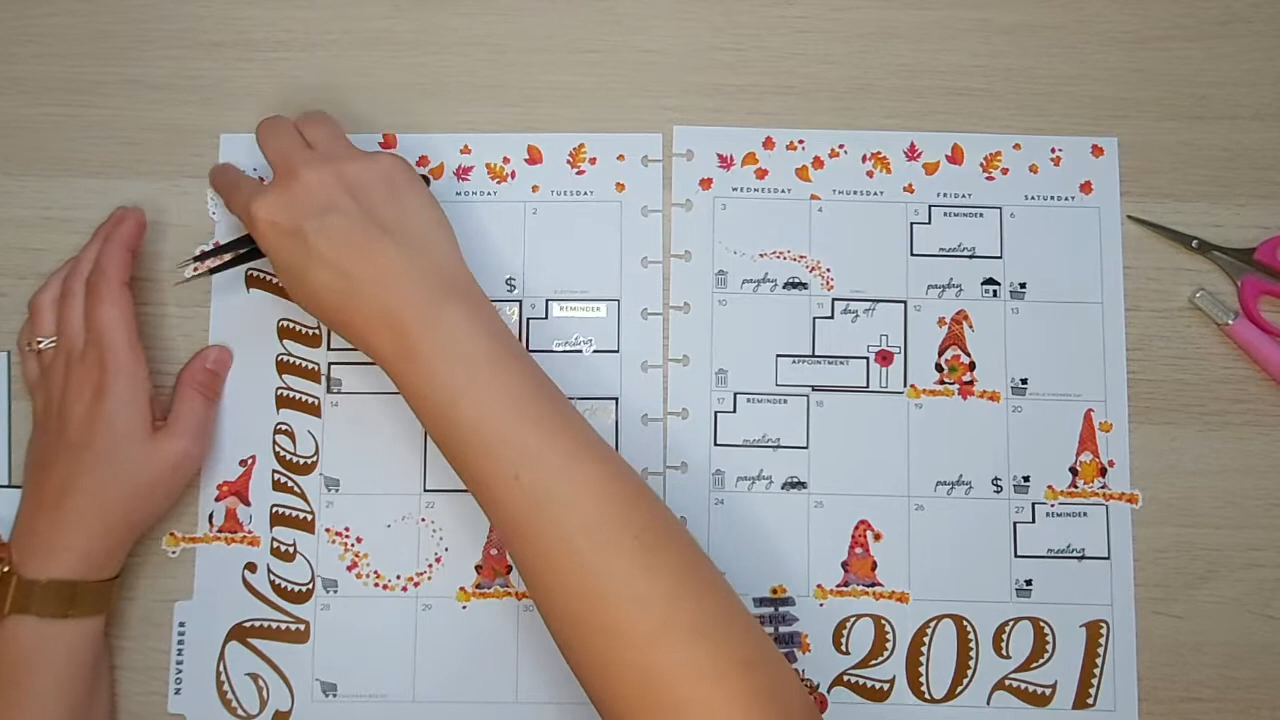 MONDAY TUESDAY WEDNESDAY THURSDAY FRIDAY SATURDAY
2 3 4 5 6
REMINDER
meeting
$ payday payday
9 10 11 12 13
REMINDER day off
meeting
APPOINTMENT
14 17 18 19 20
REMINDER
meeting
payday payday $
21 22 24 25 26 27
REMINDER
meeting
28 29 30
NOVEMBER
Novem
2021